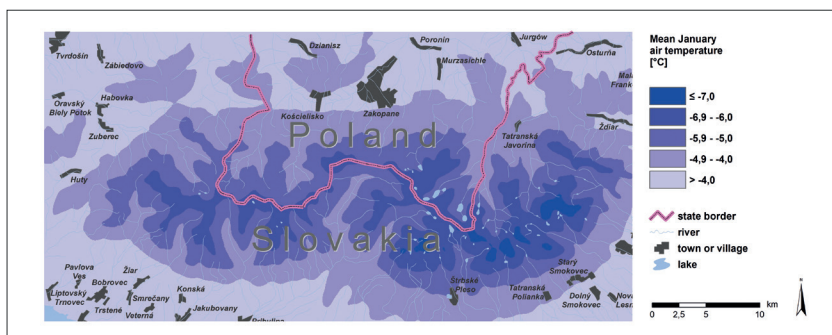 Tvrdošín
Zábiedovo
Dzianisz
Poronin
Jurgów
Osturňa
Murzasichle
Oravský
Biely Potok
Habovka
Zuberec
Kościelisko
Zakopane
Poland
Tatranská
Javorina
Ždiar
Huty
Slovakia
Pavlova
Ves
Žiar
Bobrovec
Liptovský
Trnovec
Smrečany
Konská
Trstené
Veterná
Jakubovany
Pribulina
Štrbské
Pleso
Starý
Smokovec
Tatranská
Polianka
Dolný
Smokovec
Mean January
air temperature
[°C]
≤ -7,0
-6,9 - -6,0
-5,9 - -5,0
-4,9 - -4,0
> -4,0
state border
river
town or village
lake
km
0 2,5 5 10
N